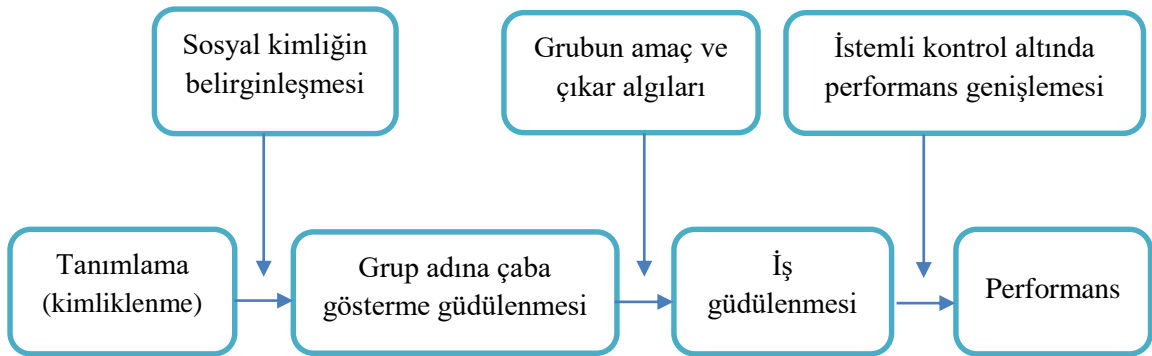 Sosyal kimliğin
belirginleşmesi
Grubun amaç ve
çıkar algıları
İstemli kontrol altında
performans genişlemesi
Tanımlama
(kimliklenme)
Grup adına çaba
gösterme güdülenmesi
İş
güdülenmesi
Performans